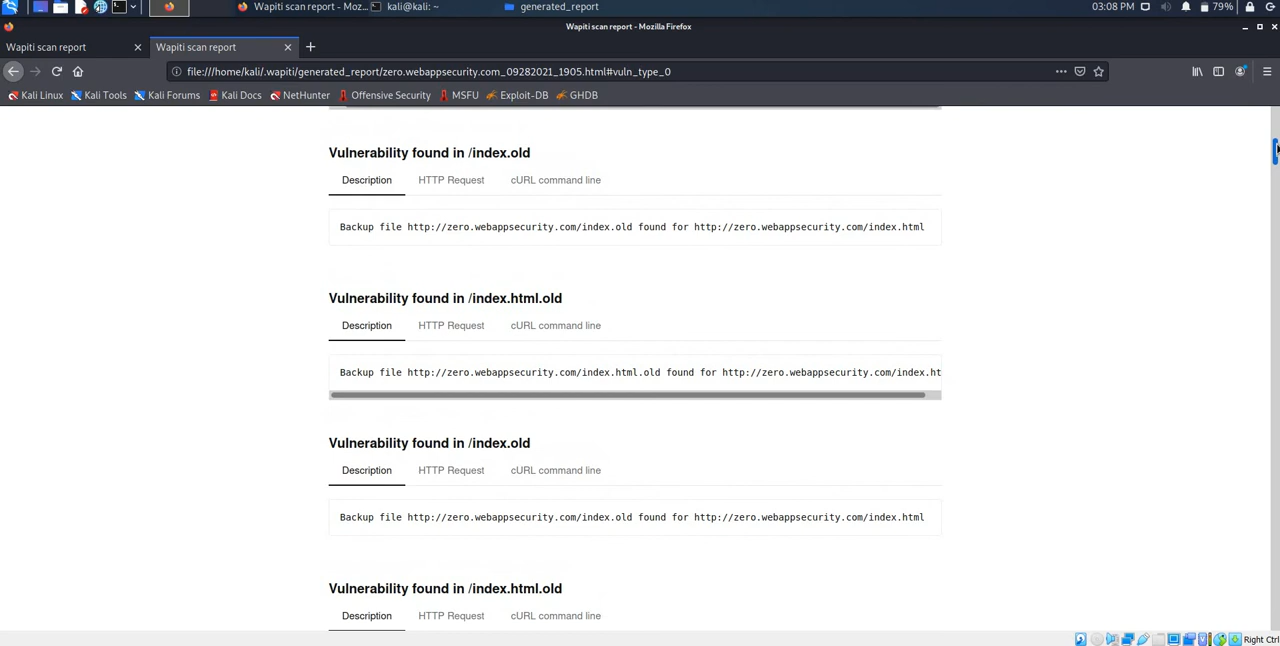 Wapiti scan report - Moz...
kali@kali: ~
generated_report
03:08 PM
79%
Wapiti scan report - Mozilla Firefox
Wapiti scan report
Wapiti scan report
file:///home/kali/.wapiti/generated_report/zero.webappsecurity.com_09282021_1905.html#vuln_type_0
Kali Linux
Kali Tools
Kali Forums
Kali Docs
NetHunter
Offensive Security
MSFU
Exploit-DB
GHDB
Vulnerability found in /index.old
Description HTTP Request cURL command line
Backup file http://zero.webappsecurity.com/index.old found for http://zero.webappsecurity.com/index.html
Vulnerability found in /index.html.old
Description HTTP Request cURL command line
Backup file http://zero.webappsecurity.com/index.html.old found for http://zero.webappsecurity.com/index.ht
Vulnerability found in /index.old
Description HTTP Request cURL command line
Backup file http://zero.webappsecurity.com/index.old found for http://zero.webappsecurity.com/index.html
Vulnerability found in /index.html.old
Description HTTP Request cURL command line
Right Ctrl